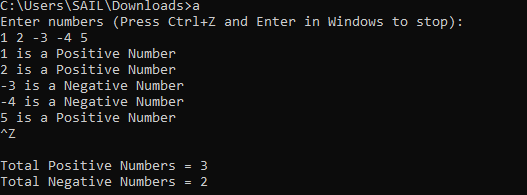 C:\Users\SAIL\Downloads>a
Enter numbers (Press Ctrl+Z and Enter in Windows to stop):
1 2 -3 -4 5
1 is a Positive Number
2 is a Positive Number
-3 is a Negative Number
-4 is a Negative Number
5 is a Positive Number
^Z
Total Positive Numbers = 3
Total Negative Numbers = 2